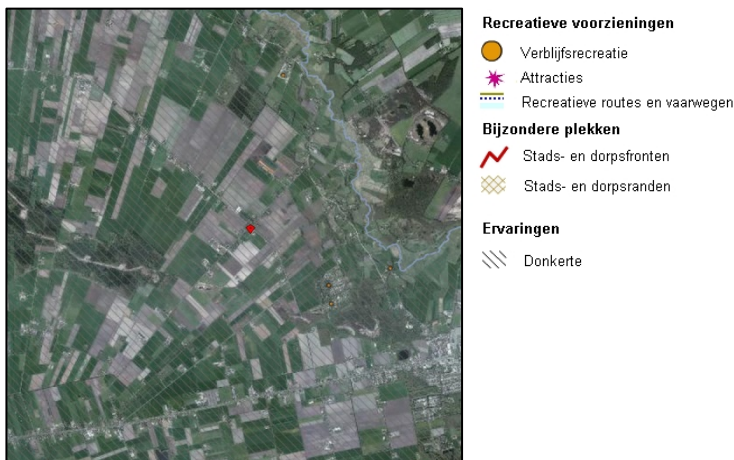 Recreatieve voorzieningen
Verblijfsrecreatie
Attracties
Recreatieve routes en vaarwegen
Bijzondere plekken
Stads- en dorpsfronten
Stads- en dorpsranden
Ervaringen
Donkerte